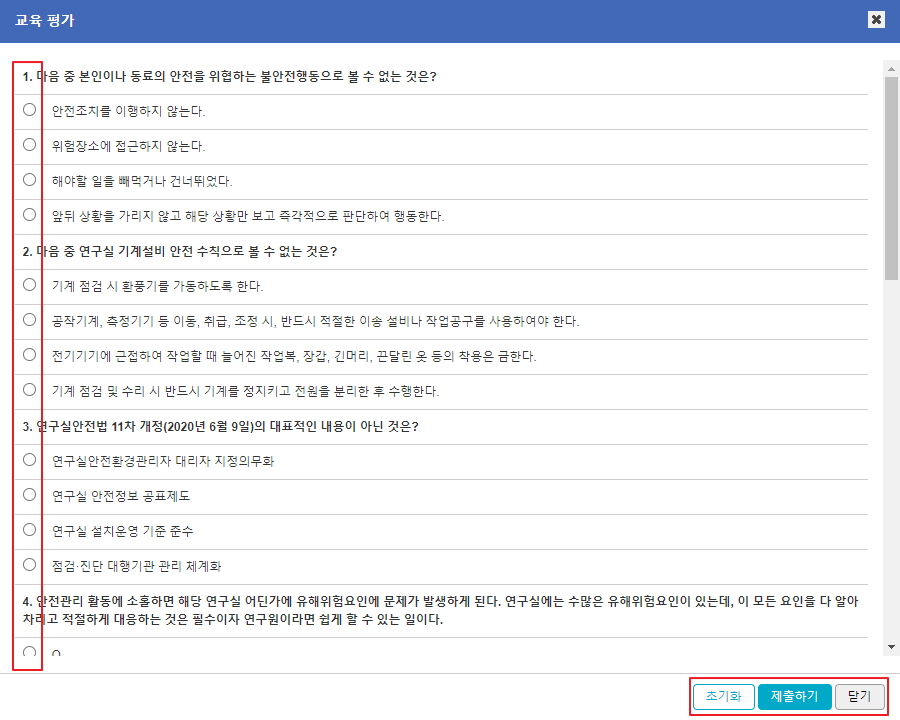 교육 평가
1. 다음 중 본인이나 동료의 안전을 위협하는 불안전행동으로 볼 수 없는 것은?
안전조치를 이행하지 않는다.
위험장소에 접근하지 않는다.
해야할 일을 빼먹거나 건너뛰었다.
앞뒤 상황을 가리지 않고 해당 상황만 보고 즉각적으로 판단하여 행동한다.
2. 다음 중 연구실 기계설비 안전 수칙으로 볼 수 없는 것은?
기계 점검 시 환풍기를 가동하도록 한다.
공작기계, 측정기기 등 이동, 취급, 조정 시, 반드시 적절한 이송 설비나 작업공구를 사용하여야 한다.
전기기기에 근접하여 작업할 때 늘어진 작업복, 장갑, 긴머리, 끈달린 옷 등의 착용은 금한다.
기계 점검 및 수리 시 반드시 기계를 정지키고 전원을 분리한 후 수행한다.
3. 연구실안전법 11차 개정(2020년 6월 9일)의 대표적인 내용이 아닌 것은?
연구실안전환경관리자 대리자 지정의무화
연구실 안전정보 공표제도
연구실 설치운영 기준 준수
점검·진단 대행기관 관리 체계화
4. 안전관리 활동에 소홀하면 해당 연구실 어딘가에 유해위험요인에 문제가 발생하게 된다. 연구실에는 수많은 유해위험요인이 있는데, 이 모든 요인을 다 알아
차리고 적절하게 대응하는 것은 필수이자 연구원이라면 쉽게 할 수 있는 일이다.
초기화 제출하기 닫기